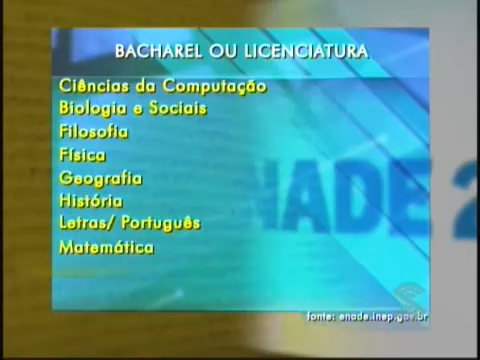 BACHAREL OU LICENCIATURA
Ciências da Computação
Biologia e Sociais
Filosofia
Física
Geografia
História
Letras/ Português
Matemática
NADE 2
fonte: enade.inep.gov.br